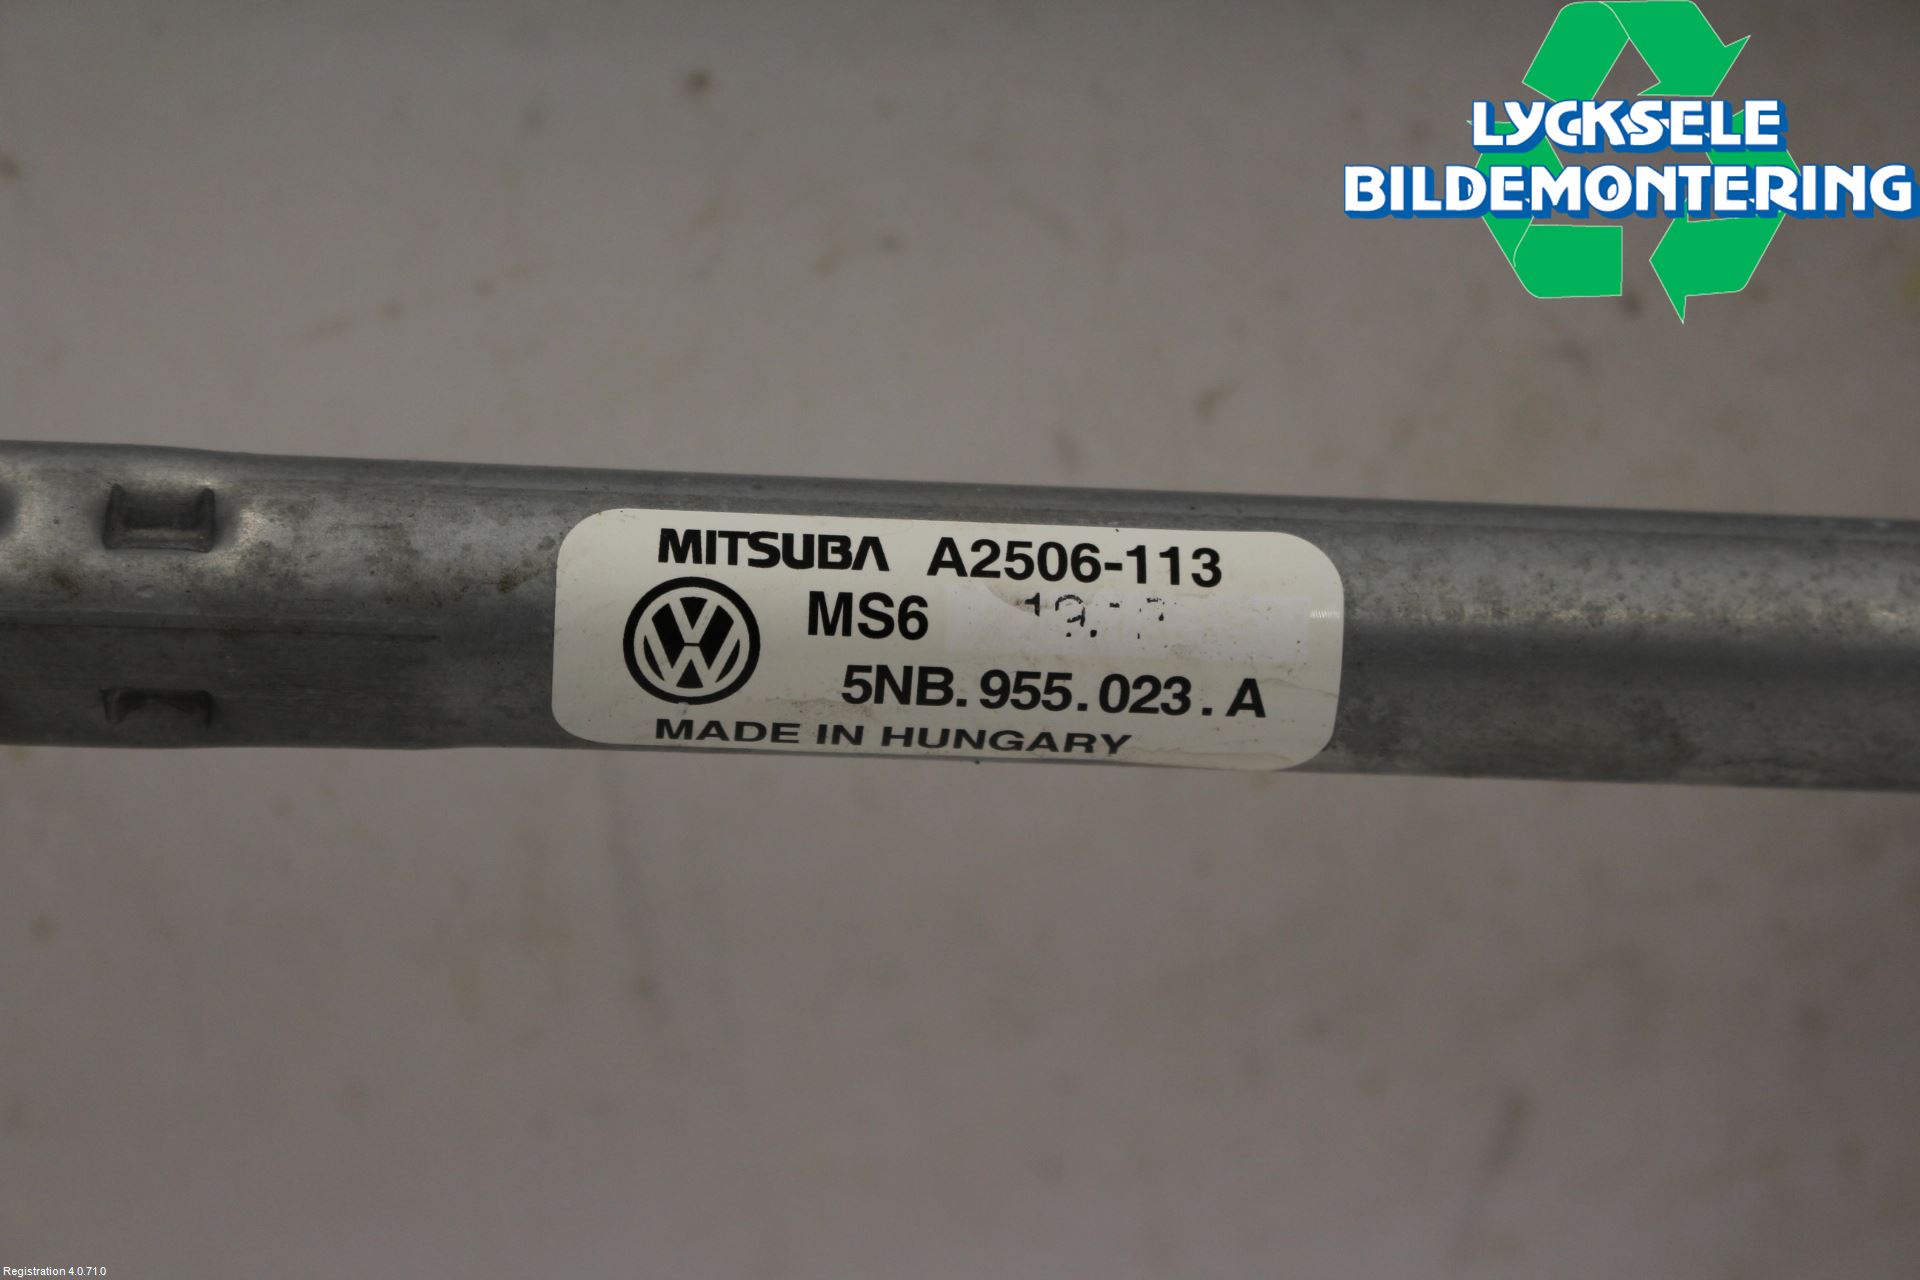 LYCKSELE
BILDEMONTERING
MITSUBA A2506-113
MS6
5NB.955.023.A
MADE IN HUNGARY
Registration 4.0.71.0